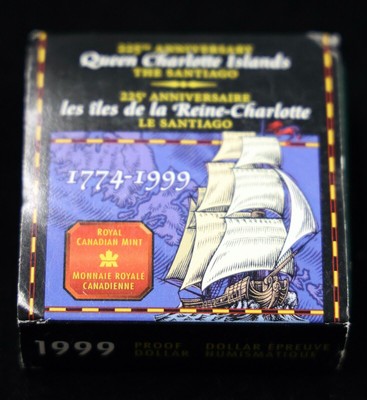 225TH ANNIVERSARY
Queen Charlotte Islands
THE SANTIAGO
225E ANNIVERSAIRE
les îles de la Reine-Charlotte
LE SANTIAGO
1774-1999
ROYAL
CANADIAN MINT
MONNAIE ROYALE
CANADIENNE
1999 PROOF DOLLAR ÉPREUVE
DOLLAR NUMISMATIQUE